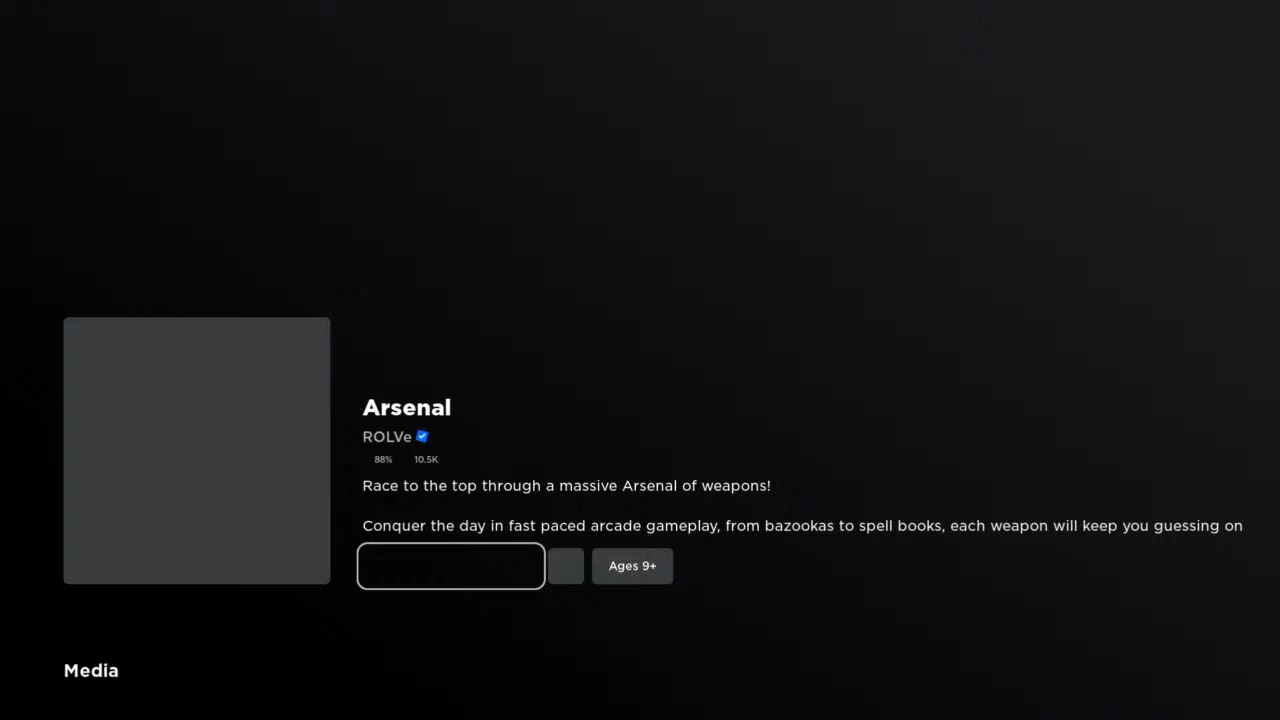 Arsenal
ROLVe
88% 10.5K
Race to the top through a massive Arsenal of weapons!
Conquer the day in fast paced arcade gameplay, from bazookas to spell books, each weapon will keep you guessing on
Ages 9+
Media